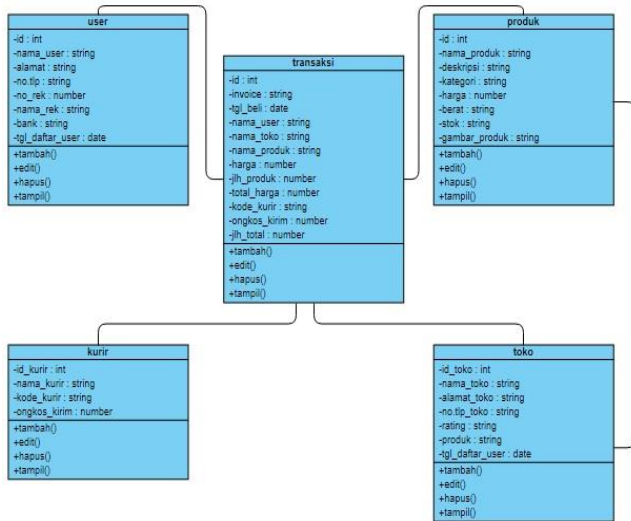 user
-id : int
-nama_user : string
-alamat : string
-no.tlp : string
-no_rek : number
-nama_rek : string
-bank : string
-tgl_daftar_user : date
+tambah()
+edit()
+hapus()
+tampil()
transaksi
-id : int
-invoice : string
-tgl_beli : date
-nama_user : string
-nama_toko : string
-nama_produk : string
-harga : number
-jlh_produk : number
-total_harga : number
-kode_kurir : string
-ongkos_kirim : number
-jlh_total : number
+tambah()
+edit()
+hapus()
+tampil()
produk
-id : int
-nama_produk : string
-deskripsi : string
-kategori : string
-harga : number
-berat : string
-stok : string
-gambar_produk : string
+tambah()
+edit()
+hapus()
+tampil()
kurir
-id_kurir : int
-nama_kurir : string
-kode_kurir : string
-ongkos_kirim : number
+tambah()
+edit()
+hapus()
+tampil()
toko
-id_toko : int
-nama_toko : string
-alamat_toko : string
-no.tlp_toko : string
-rating : string
-produk : string
-tgl_daftar_user : date
+tambah()
+edit()
+hapus()
+tampil()